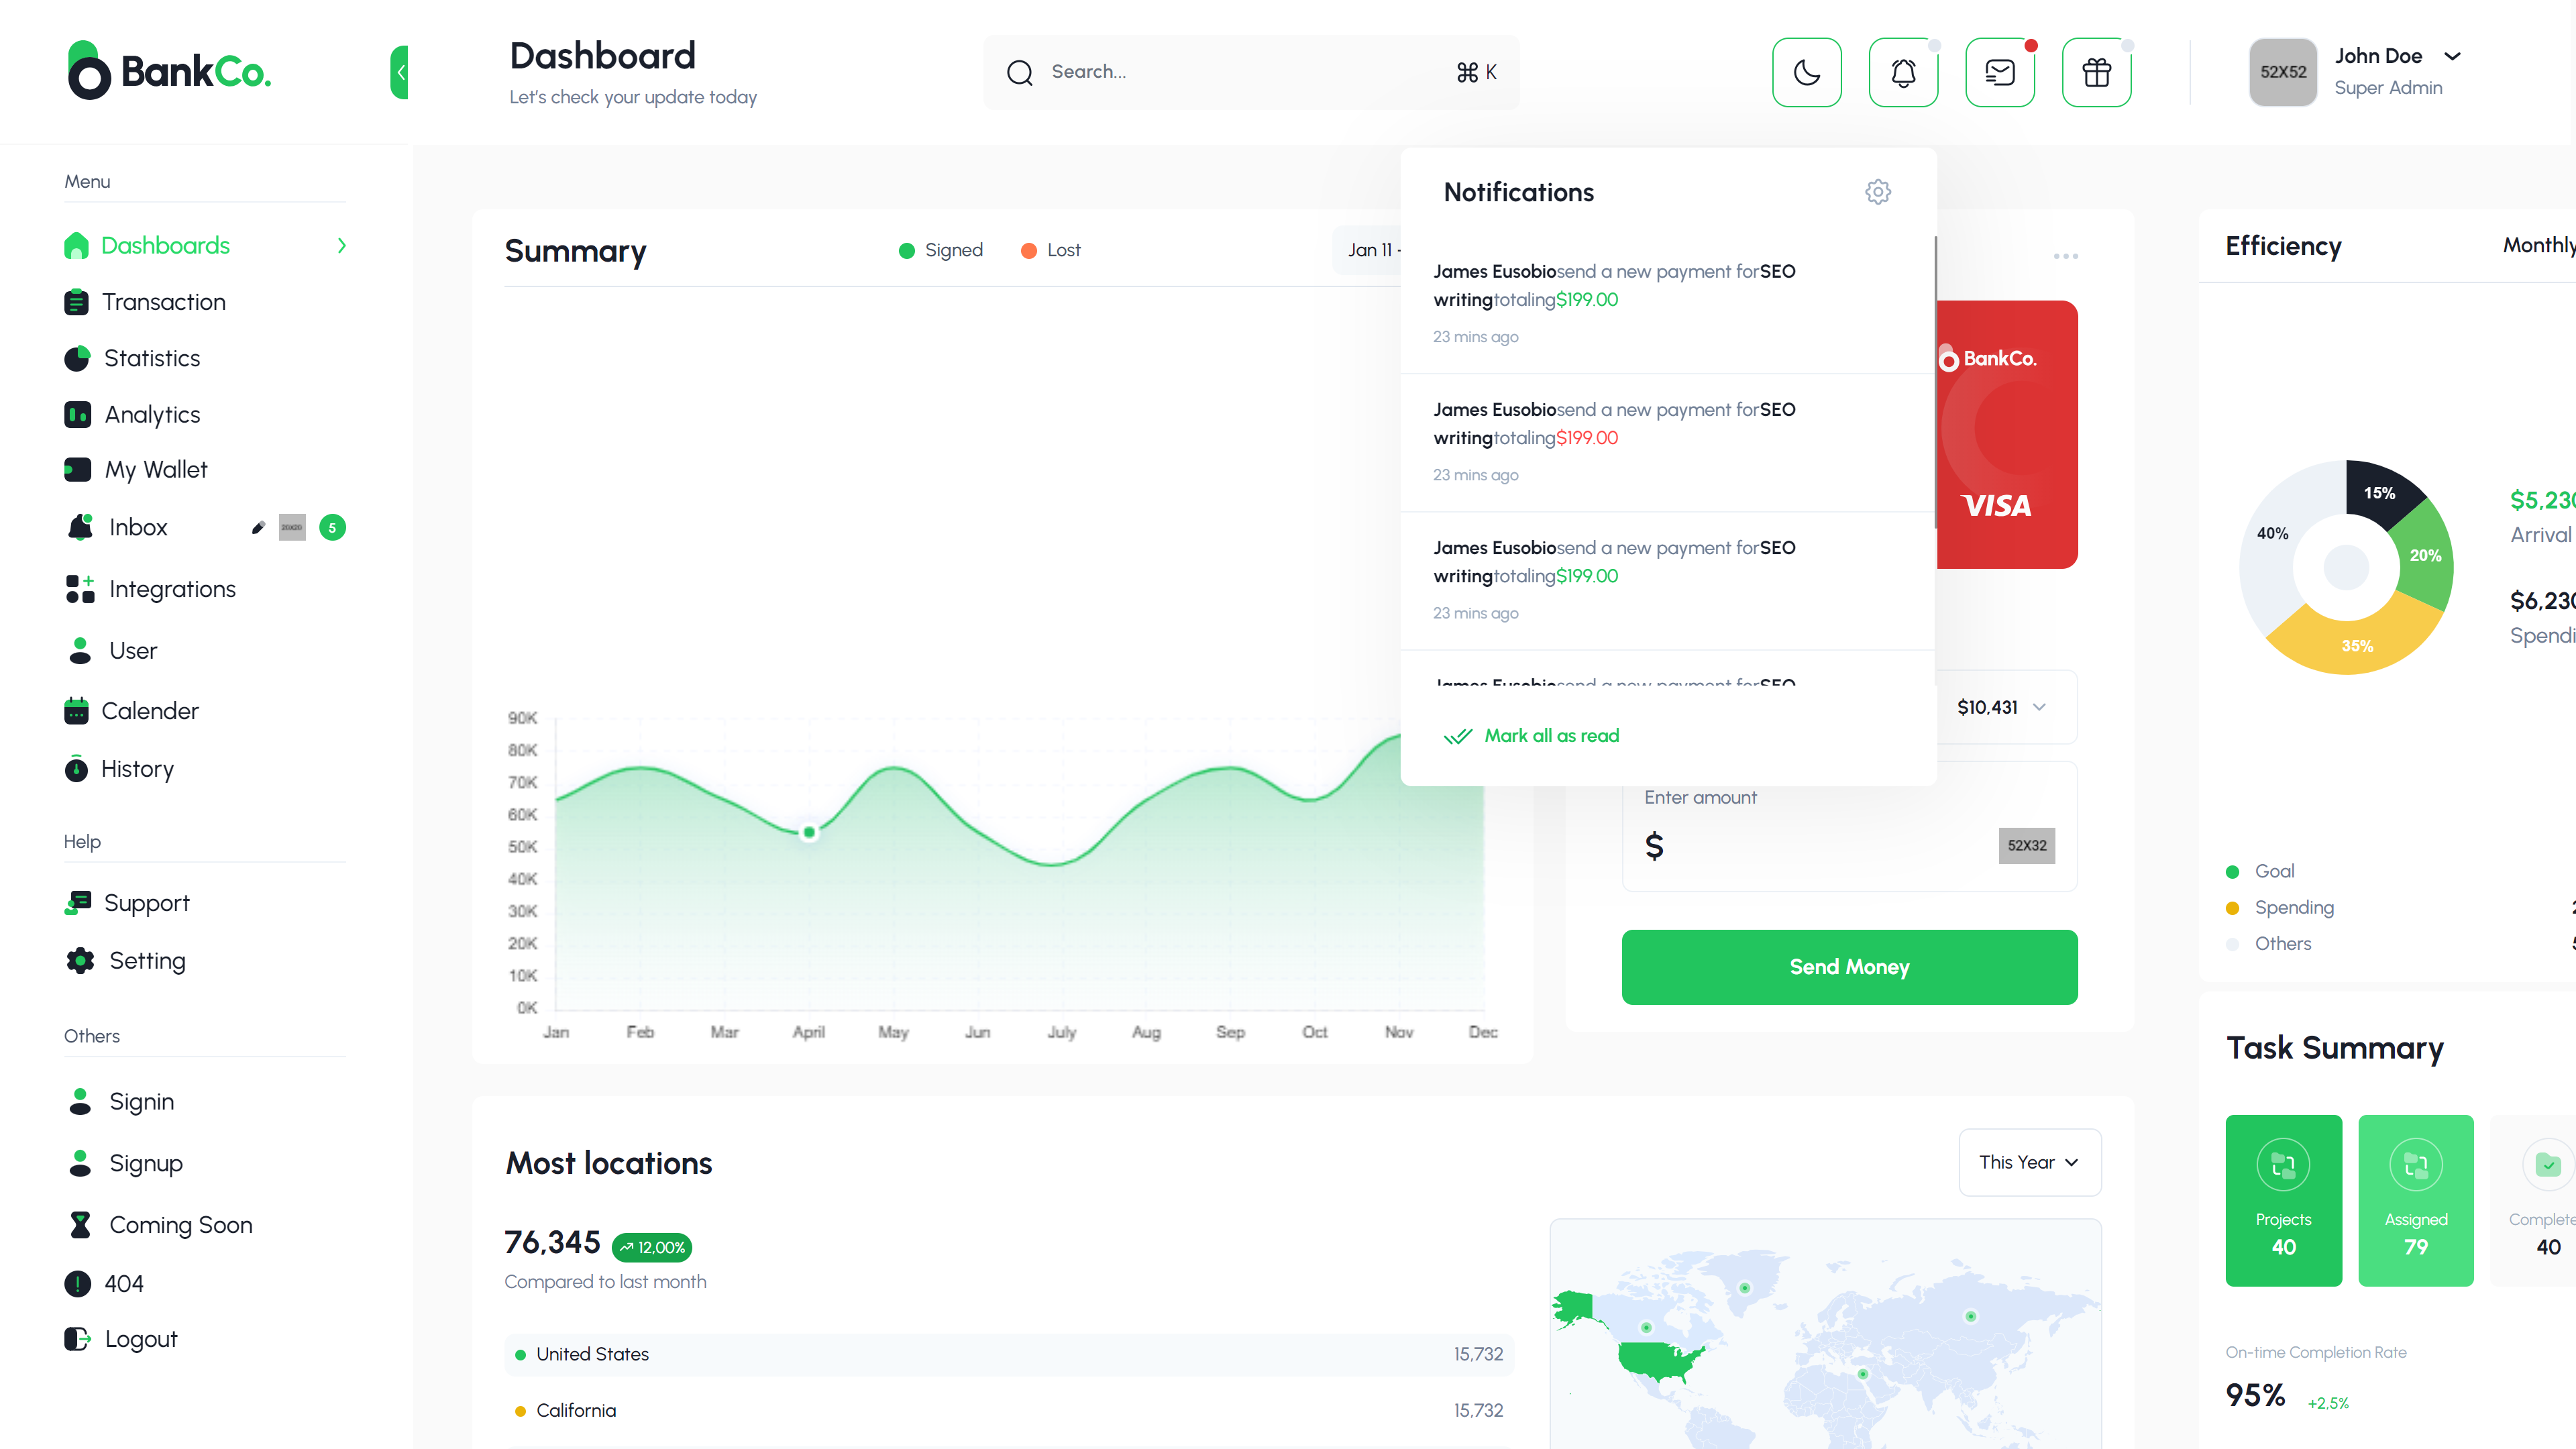 BankCo.
Dashboard
Let's check your update today
Search...
⌘ K
52X52
John Doe
Super Admin
Menu
Dashboards
Transaction
Statistics
Analytics
My Wallet
Inbox
20X20
5
Integrations
User
Calender
History
Help
Support
Setting
Others
Signin
Signup
Coming Soon
404
Logout
Summary
Signed
Lost
Jan 11 -
90K
80K
70K
60K
50K
40K
30K
20K
10K
0K
Jan Feb Mar April May Jun July Aug Sep Oct Nov Dec
Notifications
James Eusobiosend a new payment forSEO
writingtotaling$199.00
23 mins ago
James Eusobiosend a new payment forSEO
writingtotaling$199.00
23 mins ago
James Eusobiosend a new payment forSEO
writingtotaling$199.00
23 mins ago
James Eusobiosend a new payment forSEO
Mark all as read
BankCo.
VISA
$10,431
Enter amount
$
52X32
Send Money
Efficiency
Monthly
15%
20%
35%
40%
$5,230
Arrival
$6,230
Goal
Spending
Others
Task Summary
Projects
40
Assigned
79
40
On-time Completion Rate
95%
+2,5%
Most locations
This Year
76,345
12,00%
Compared to last month
United States 15,732
California 15,732